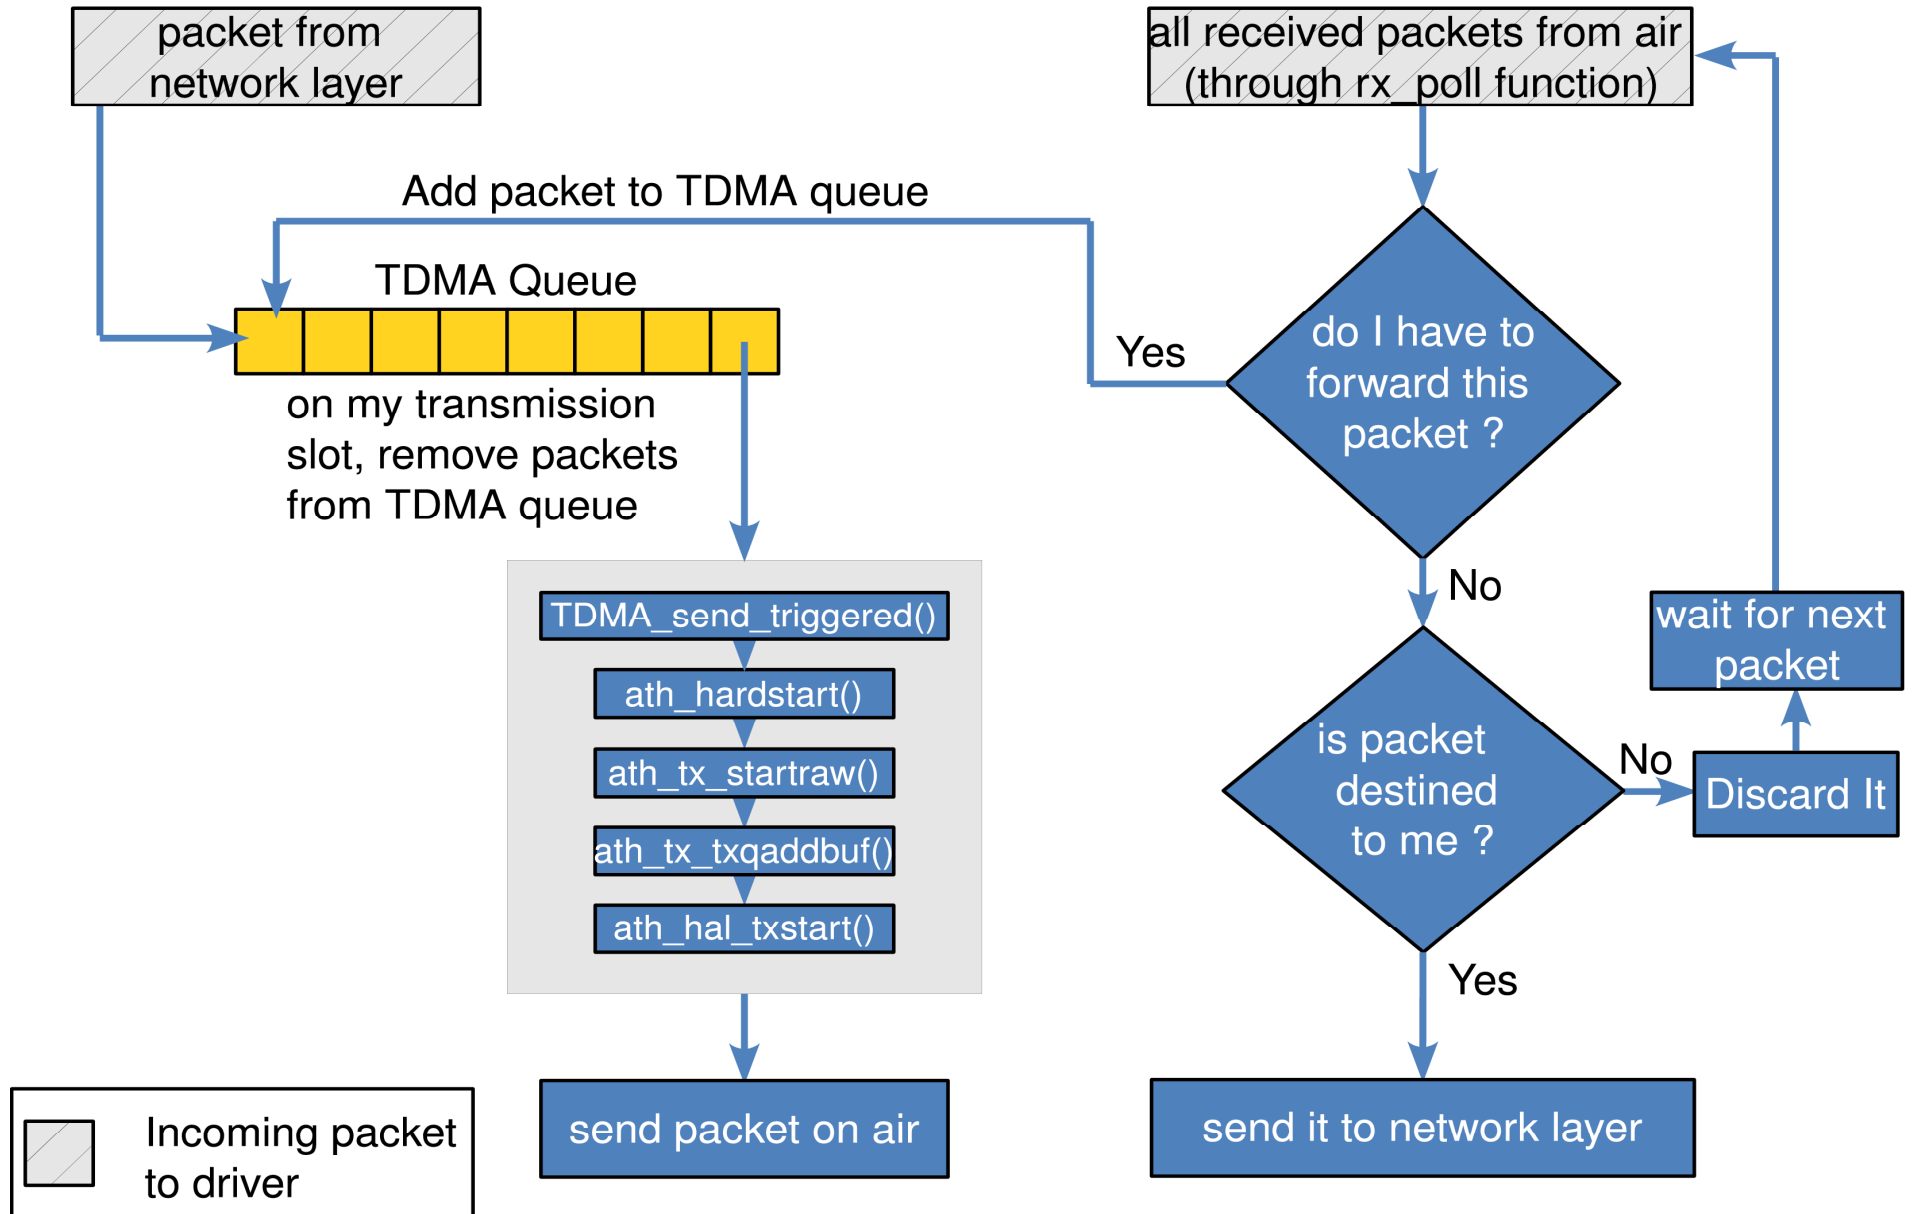 packet from
network layer
all received packets from air
(through rx_poll function)
Add packet to TDMA queue
TDMA Queue
on my transmission
slot, remove packets
from TDMA queue
Yes
do I have to
forward this
packet ?
No
TDMA_send_triggered()
ath_hardstart()
ath_tx_startraw()
ath_tx_txqaddbuf()
ath_hal_txstart()
wait for next
packet
is packet
destined
to me ?
No
Discard It
Yes
send packet on air
send it to network layer
Incoming packet
to driver